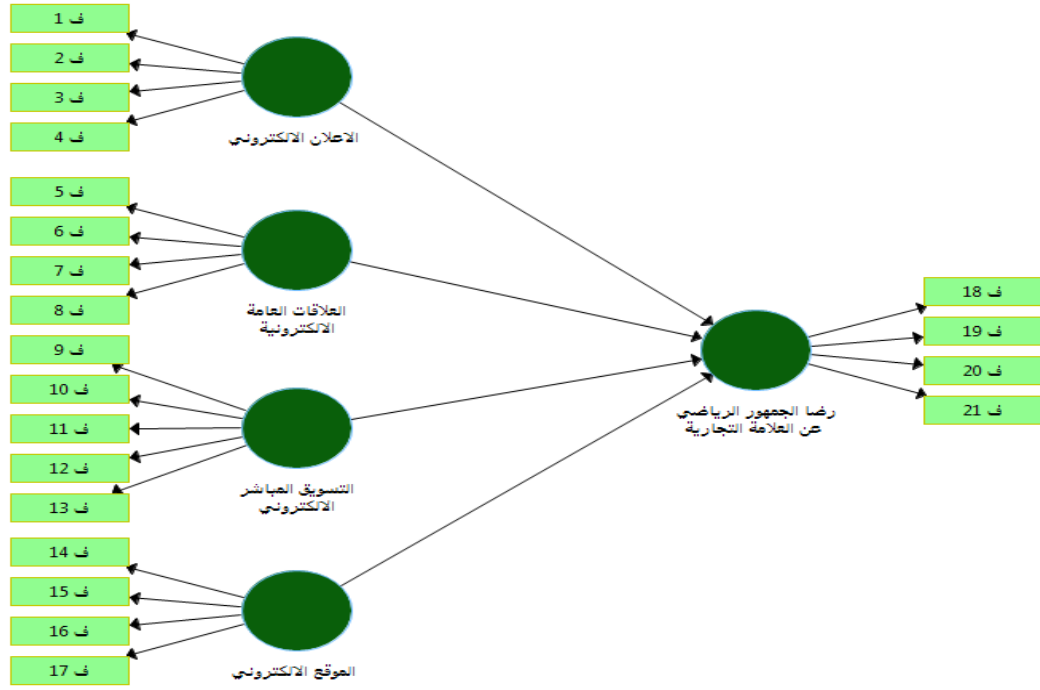 ف 1
ف 2
ف 3
ف 4
الاعلان الالكتروني
ف 5
ف 6
ف 7
ف 8
العلاقات العامة
الالكترونية
ف 9
ف 10
ف 11
ف 12
ف 13
التسويق المباشر
الالكتروني
ف 14
ف 15
ف 16
ف 17
الموقع الالكتروني
رضا الجمهور الرياضي
عن العلامة التجارية
ف 18
ف 19
ف 20
ف 21